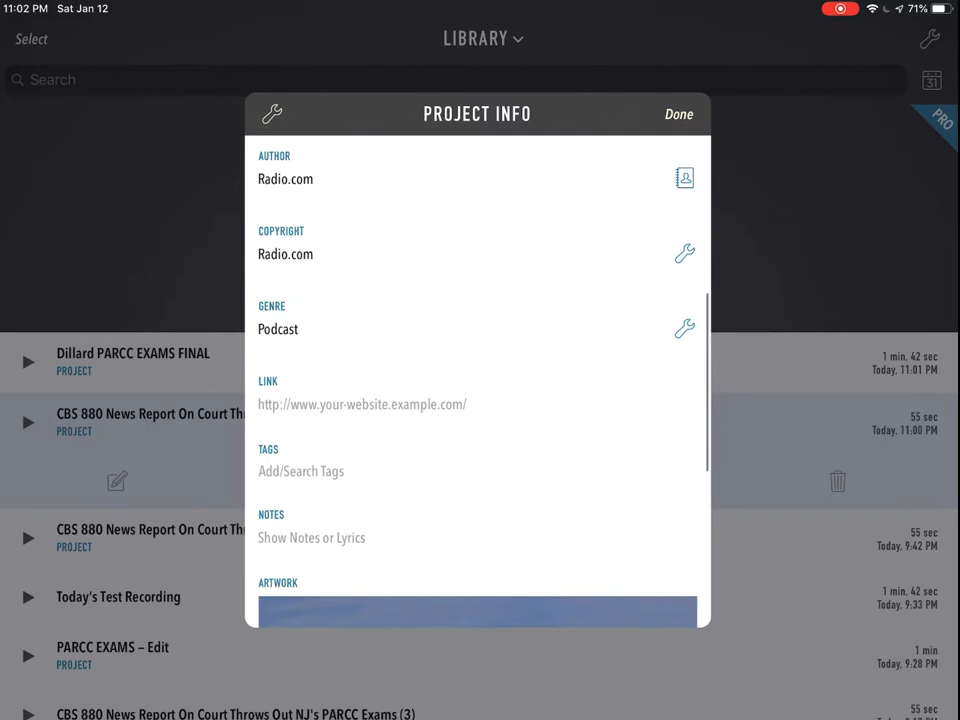 11:02 PM Sat Jan 12
71%
Select
LIBRARY
Search
31
PRO
PROJECT INFO
Done
AUTHOR
Radio.com
COPYRIGHT
Radio.com
GENRE
Podcast
LINK
http://www.your-website.example.com/
TAGS
Add/Search Tags
NOTES
Show Notes or Lyrics
ARTWORK
Dillard PARCC EXAMS FINAL
PROJECT
1 min, 42 sec
Today, 11:01 PM
CBS 880 News Report On Court Thr
PROJECT
55 sec
Today, 11:00 PM
CBS 880 News Report On Court Thr
PROJECT
55 sec
Today, 9:42 PM
Today's Test Recording
1 min, 42 sec
Today, 9:33 PM
PARCC EXAMS – Edit
PROJECT
1 min
Today, 9:28 PM
CBS 880 News Report On Court Throws Out NJ's PARCC Exams (3)
55 sec